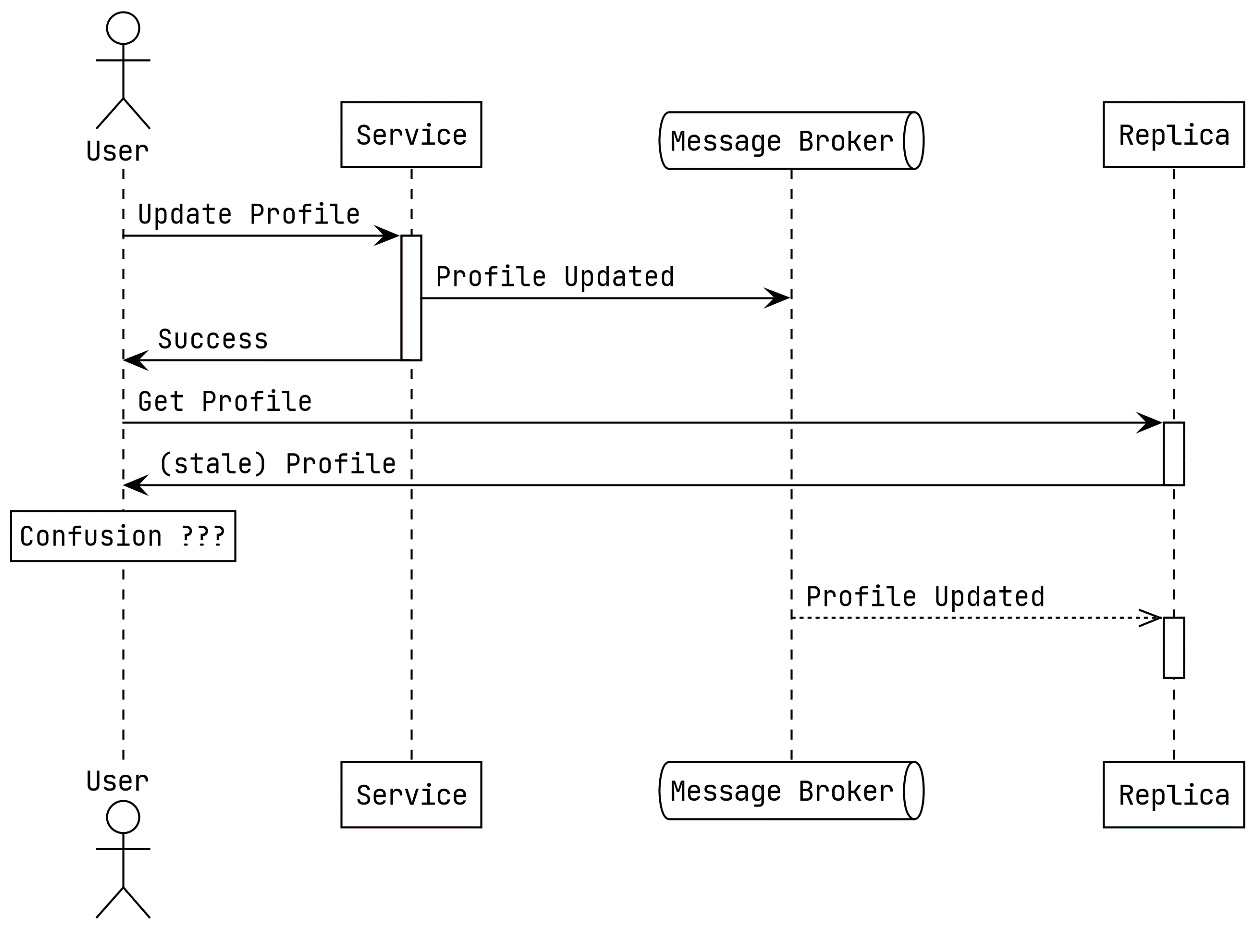 User
Service
Message Broker
Replica
Update Profile
Profile Updated
Success
Get Profile
(stale) Profile
Confusion ???
Profile Updated
User
Service
Message Broker
Replica